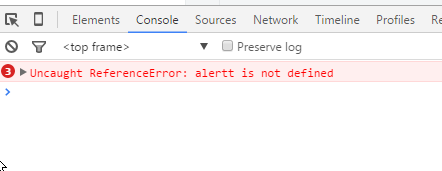 Elements Console Sources Network Timeline Profiles Re
<top frame> Preserve log
3 Uncaught ReferenceError: alertt is not defined